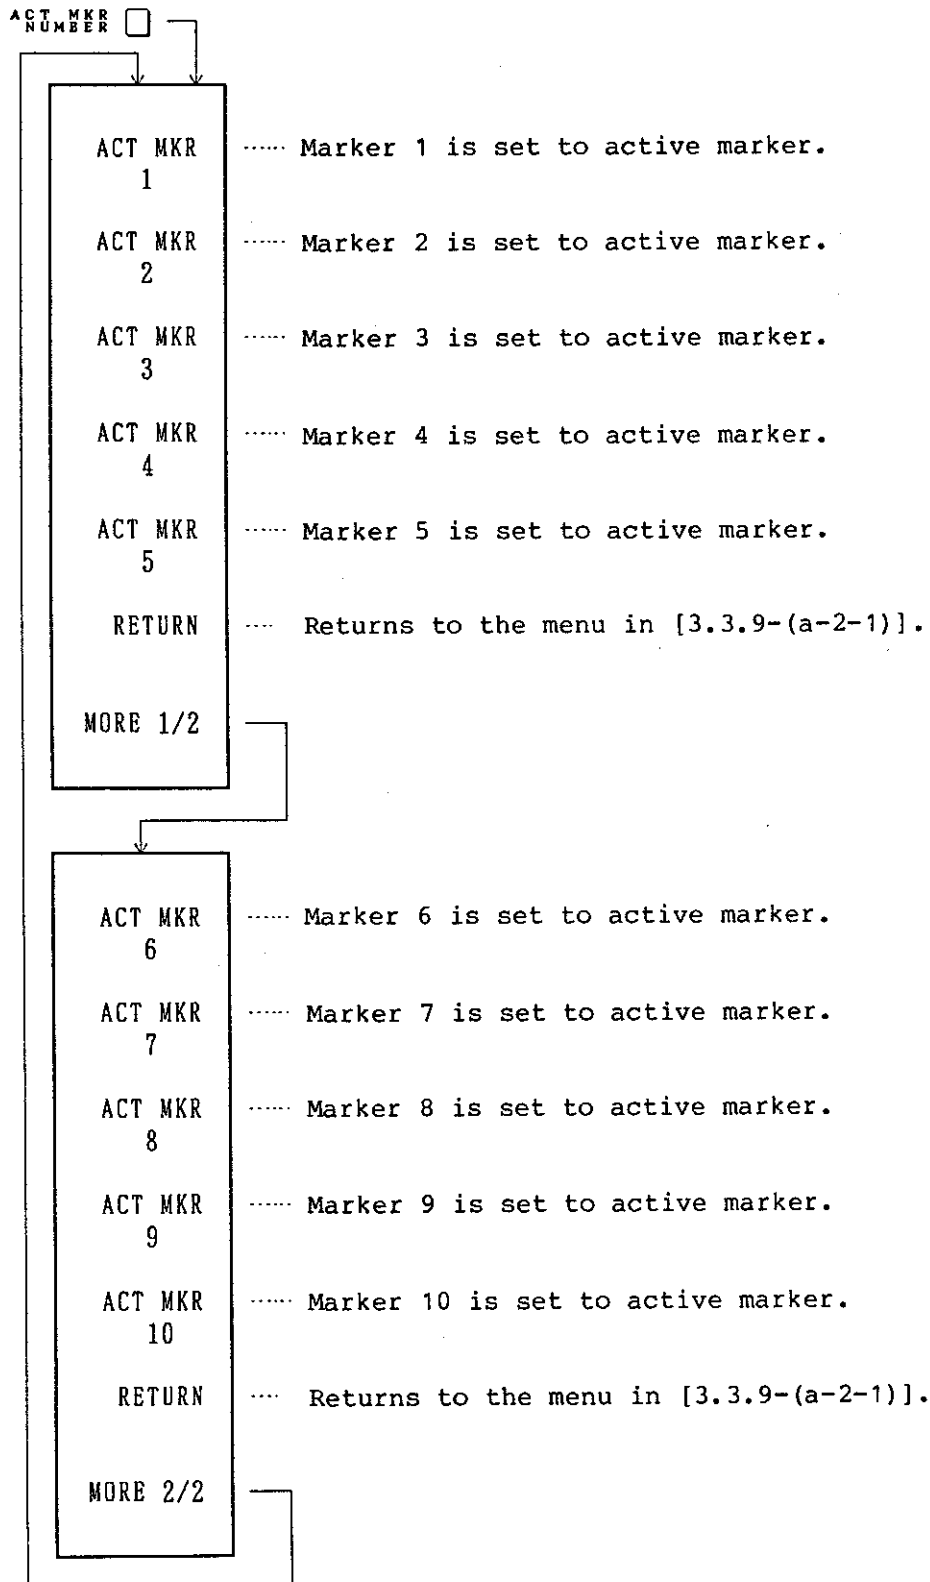 ACT MKR
NUMBER
ACT MKR ...... Marker 1 is set to active marker.
1
ACT MKR ...... Marker 2 is set to active marker.
2
ACT MKR ...... Marker 3 is set to active marker.
3
ACT MKR ...... Marker 4 is set to active marker.
4
ACT MKR ...... Marker 5 is set to active marker.
5
RETURN .... Returns to the menu in [3.3.9-(a-2-1)].
MORE 1/2
ACT MKR ...... Marker 6 is set to active marker.
6
ACT MKR ...... Marker 7 is set to active marker.
7
ACT MKR ...... Marker 8 is set to active marker.
8
ACT MKR ...... Marker 9 is set to active marker.
9
ACT MKR ...... Marker 10 is set to active marker.
10
RETURN .... Returns to the menu in [3.3.9-(a-2-1)].
MORE 2/2